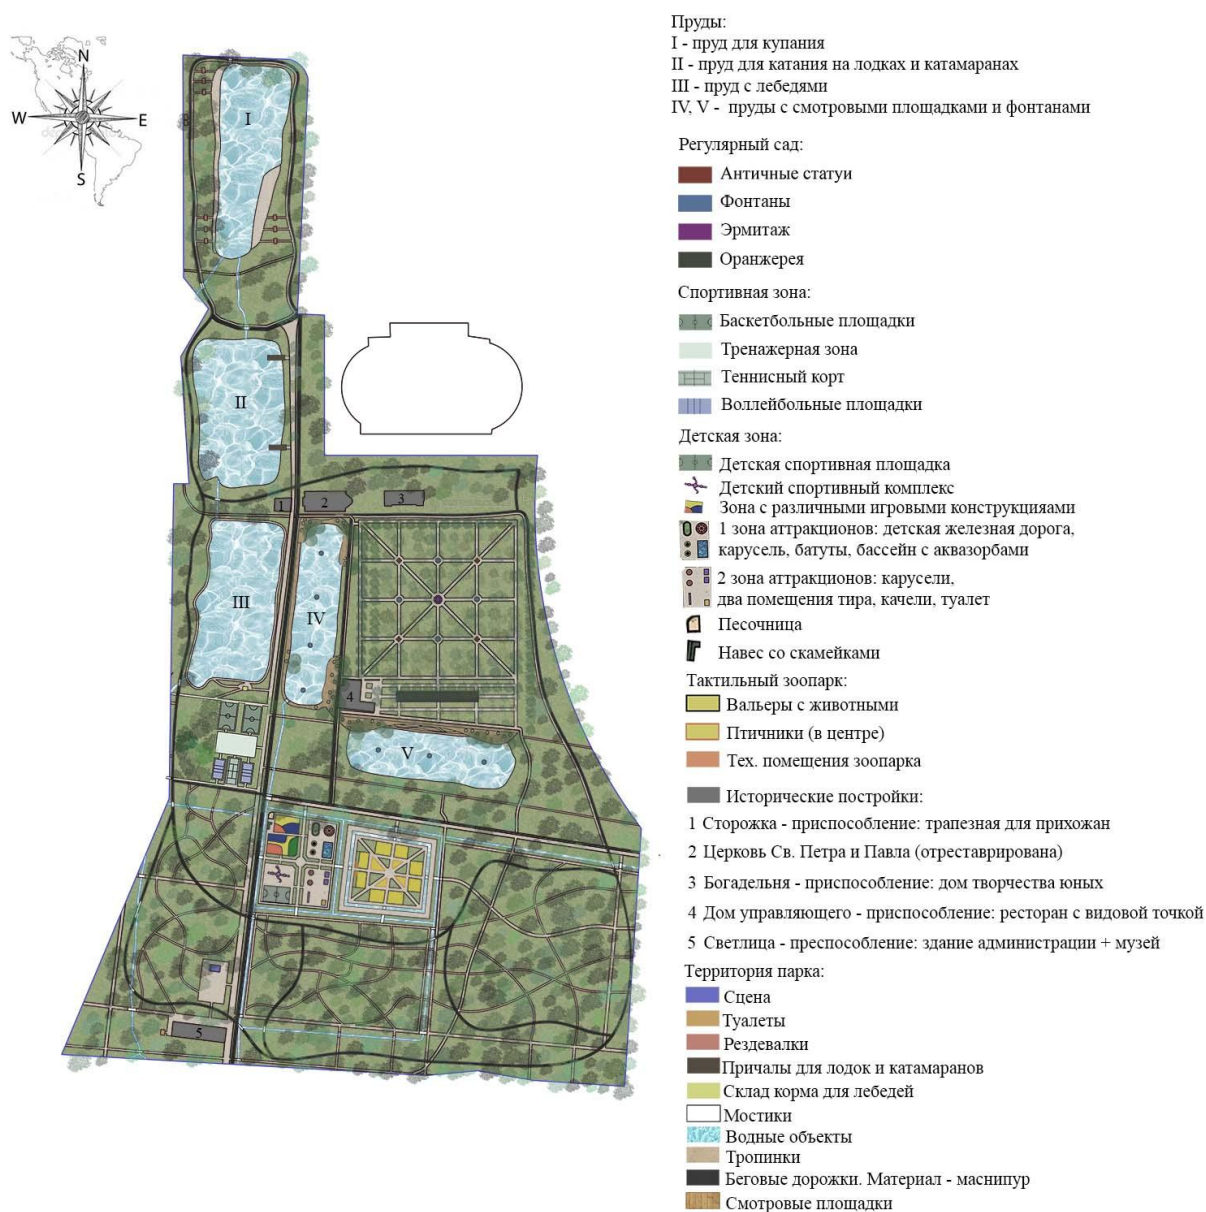 N
W
E
S
I
II
III
IV
V
1
2
3
4
5
Пруды:
I - пруд для купания
II - пруд для катания на лодках и катамаранах
III - пруд с лебедями
IV, V - пруды с смотровыми площадками и фонтанами
Регулярный сад:
Античные статуи
Фонтаны
Эрмитаж
Оранжерея
Спортивная зона:
Баскетбольные площадки
Тренажерная зона
Теннисный корт
Воллейбольные площадки
Детская зона:
Детская спортивная площадка
Детский спортивный комплекс
Зона с различными игровыми конструкцияами
1 зона аттракционов: детская железная дорога,
карусель, батуты, бассейн с аквазорбами
2 зона аттракционов: карусели,
два помещения тира, качели, туалет
Песочница
Навес со скамейками
Тактильный зоопарк:
Вальеры с животными
Птичники (в центре)
Тех. помещения зоопарка
Исторические постройки:
1 Сторожка - приспособление: трапезная для прихожан
2 Церковь Св. Петра и Павла (отреставрирована)
3 Богадельня - приспособление: дом творчества юных
4 Дом управляющего - приспособление: ресторан с видовой точкой
5 Светлица - преспособление: здание администрации + музей
Территория парка:
Сцена
Туалеты
Рездевалки
Причалы для лодок и катамаранов
Склад корма для лебедей
Мостики
Водные объекты
Тропинки
Беговые дорожки. Материал - маснипур
Смотровые площадки